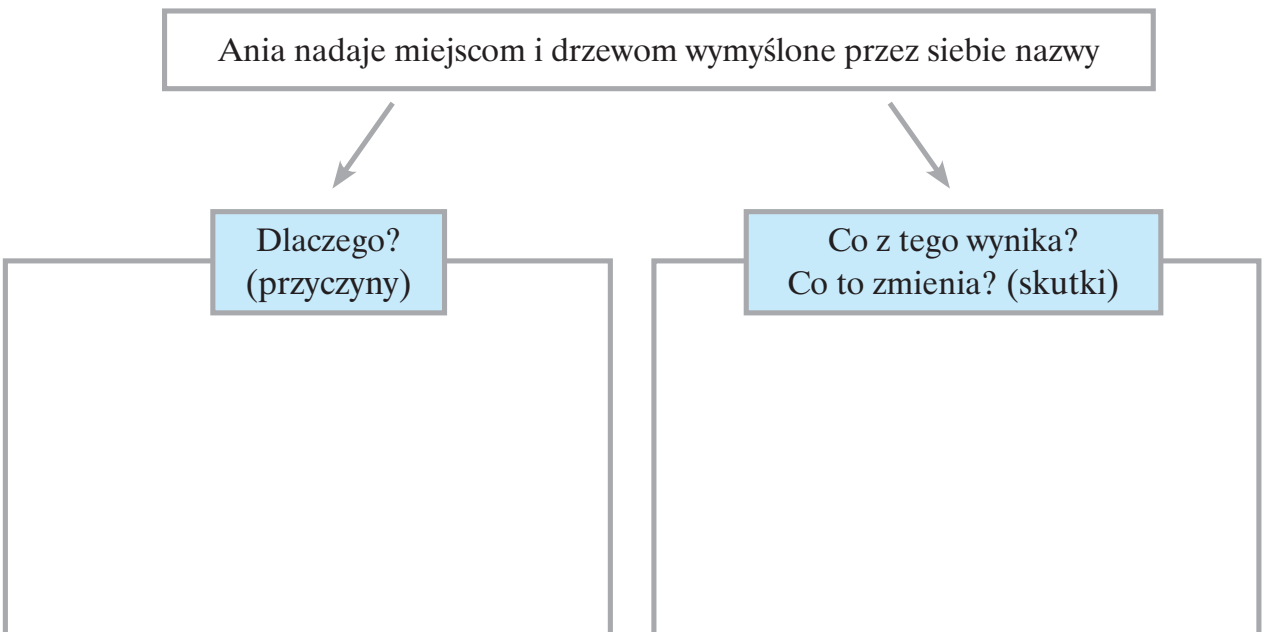 Ania nadaje miejscom i drzewom wymyślone przez siebie nazwy
Dlaczego?
(przyczyny)
Co z tego wynika?
Co to zmienia? (skutki)